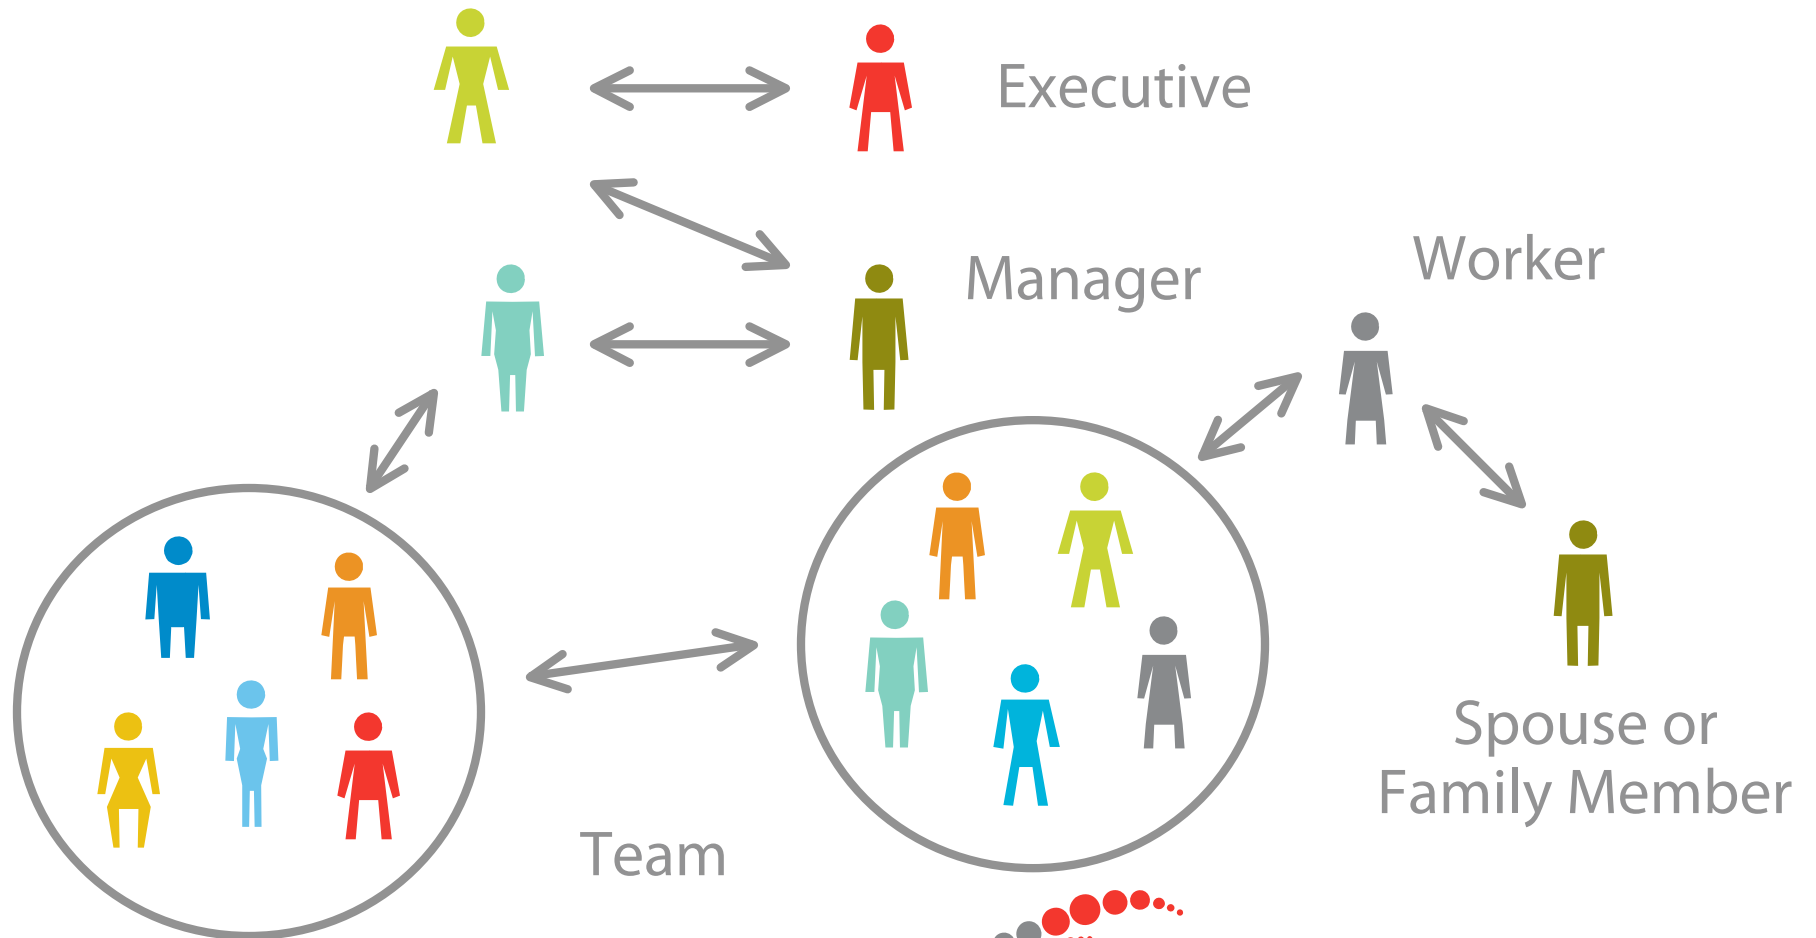 Executive
Manager
Worker
Spouse or
Family Member
Team